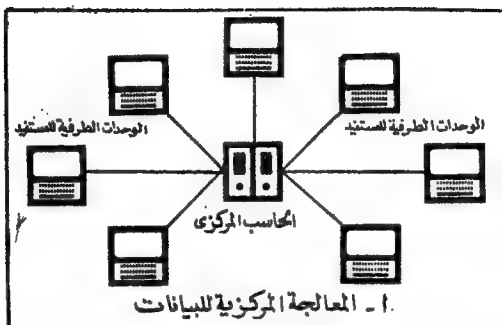 الوحدات الطرفية للمستفيد
الوحدات الطرفية للمستفيد
الحاسب المركزى
١ - المعالجة المركزية للبيانات